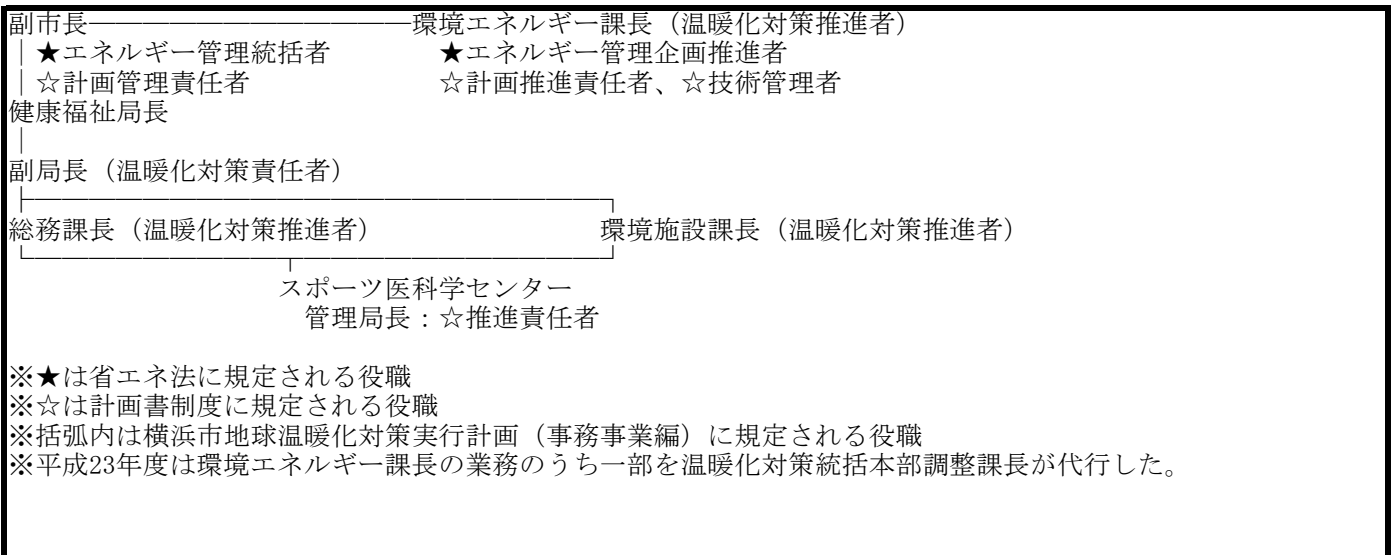 副市長────────────環境エネルギー課長（温暖化対策推進者）
│★エネルギー管理統括者　　　　★エネルギー管理企画推進者
│☆計画管理責任者　　　　　　　☆計画推進責任者、☆技術管理者
健康福祉局長
│
副局長（温暖化対策責任者）
├─────────────────────┐
総務課長（温暖化対策推進者）　　　　　　　　　環境施設課長（温暖化対策推進者）
└─────────┬───────────┘
スポーツ医科学センター
管理局長：☆推進責任者
※★は省エネ法に規定される役職
※☆は計画書制度に規定される役職
※括弧内は横浜市地球温暖化対策実行計画（事務事業編）に規定される役職
※平成23年度は環境エネルギー課長の業務のうち一部を温暖化対策統括本部調整課長が代行した。